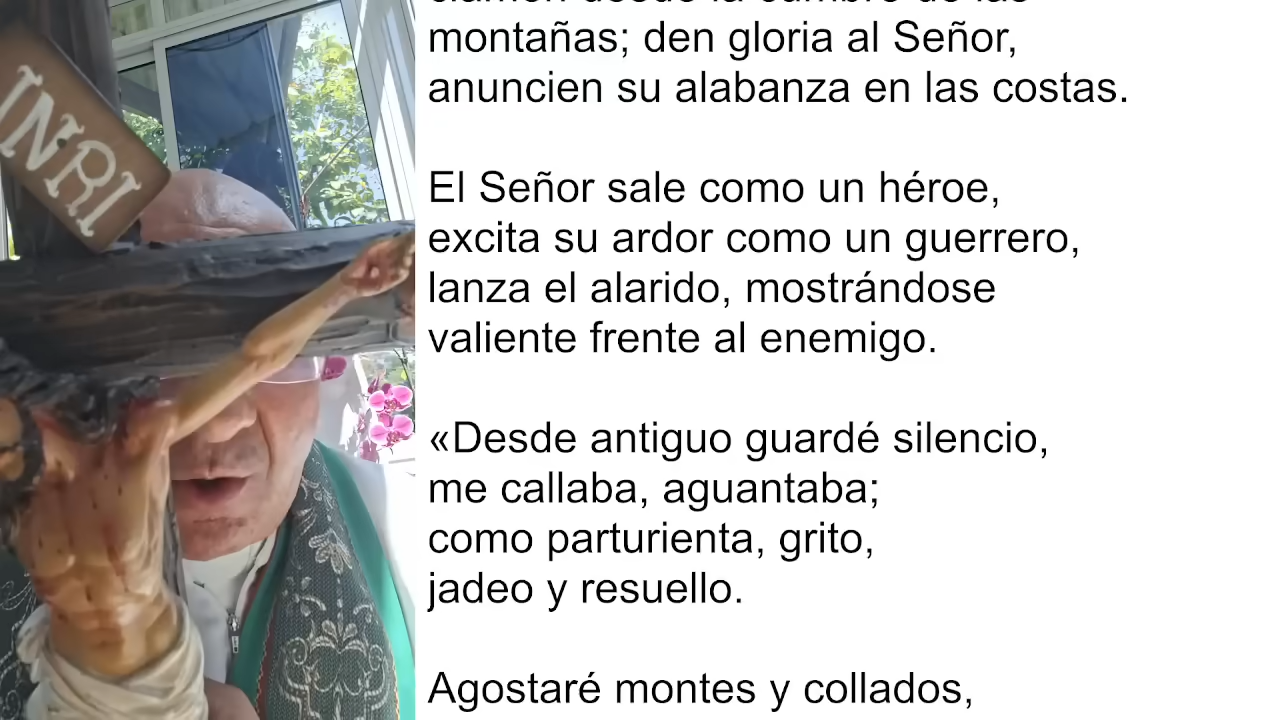 INRI
montañas; den gloria al Señor,
anuncien su alabanza en las costas.
El Señor sale como un héroe,
excita su ardor como un guerrero,
lanza el alarido, mostrándose
valiente frente al enemigo.
«Desde antiguo guardé silencio,
me callaba, aguantaba;
como parturienta, grito,
jadeo y resuello.
Agostaré montes y collados,